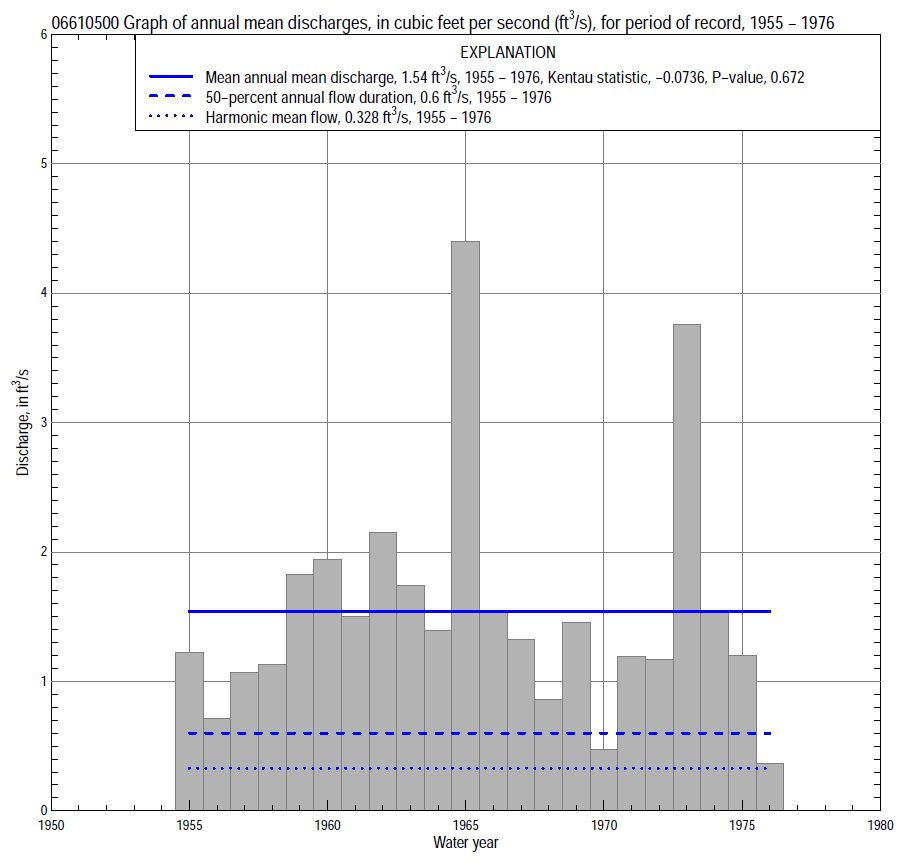 06610500 Graph of annual mean discharges, in cubic feet per second (ft³/s), for period of record, 1955 – 1976
EXPLANATION
Mean annual mean discharge, 1.54 ft³/s, 1955 – 1976, Kentau statistic, –0.0736, P–value, 0.672
50–percent annual flow duration, 0.6 ft³/s, 1955 – 1976
Harmonic mean flow, 0.328 ft³/s, 1955 – 1976
6
5
4
3
2
1
0
Discharge, in ft³/s
1950 1955 1960 1965 1970 1975 1980
Water year